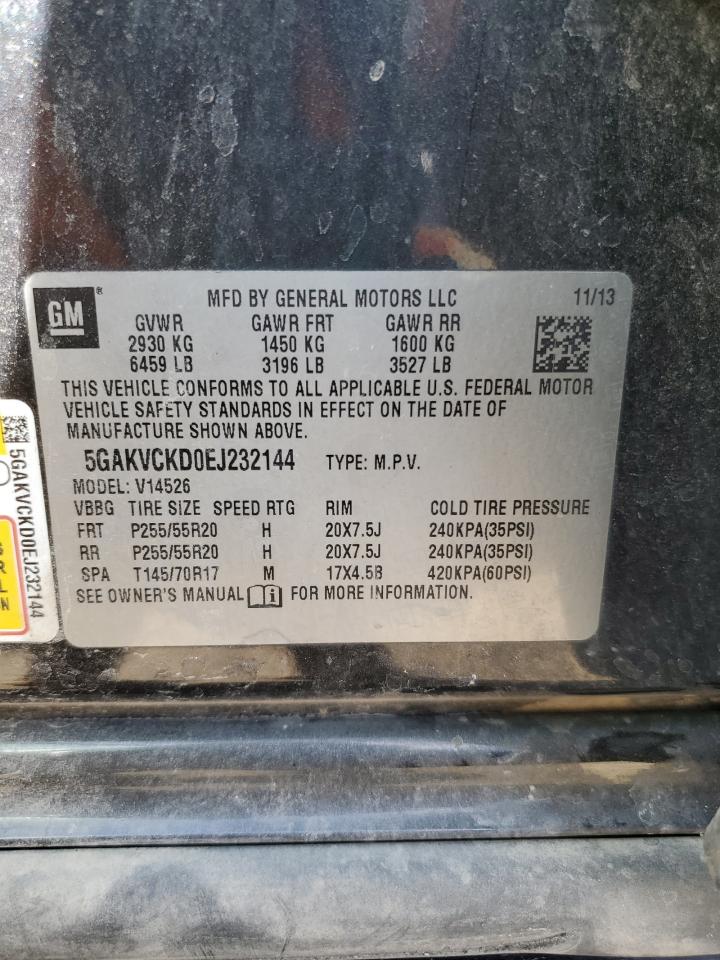 GM ® MFD BY GENERAL MOTORS LLC 11/13
GVWR GAWR FRT GAWR RR
2930 KG 1450 KG 1600 KG
6459 LB 3196 LB 3527 LB
THIS VEHICLE CONFORMS TO ALL APPLICABLE U.S. FEDERAL MOTOR
VEHICLE SAFETY STANDARDS IN EFFECT ON THE DATE OF
MANUFACTURE SHOWN ABOVE.
5GAKVCKD0EJ232144 TYPE: M.P.V.
MODEL: V14526
VBBG TIRE SIZE SPEED RTG RIM COLD TIRE PRESSURE
FRT P255/55R20 H 20X7.5J 240KPA(35PSI)
RR P255/55R20 H 20X7.5J 240KPA(35PSI)
SPA T145/70R17 M 17X4.5B 420KPA(60PSI)
SEE OWNER'S MANUAL i FOR MORE INFORMATION.
5GAKVCKD0EJ232144